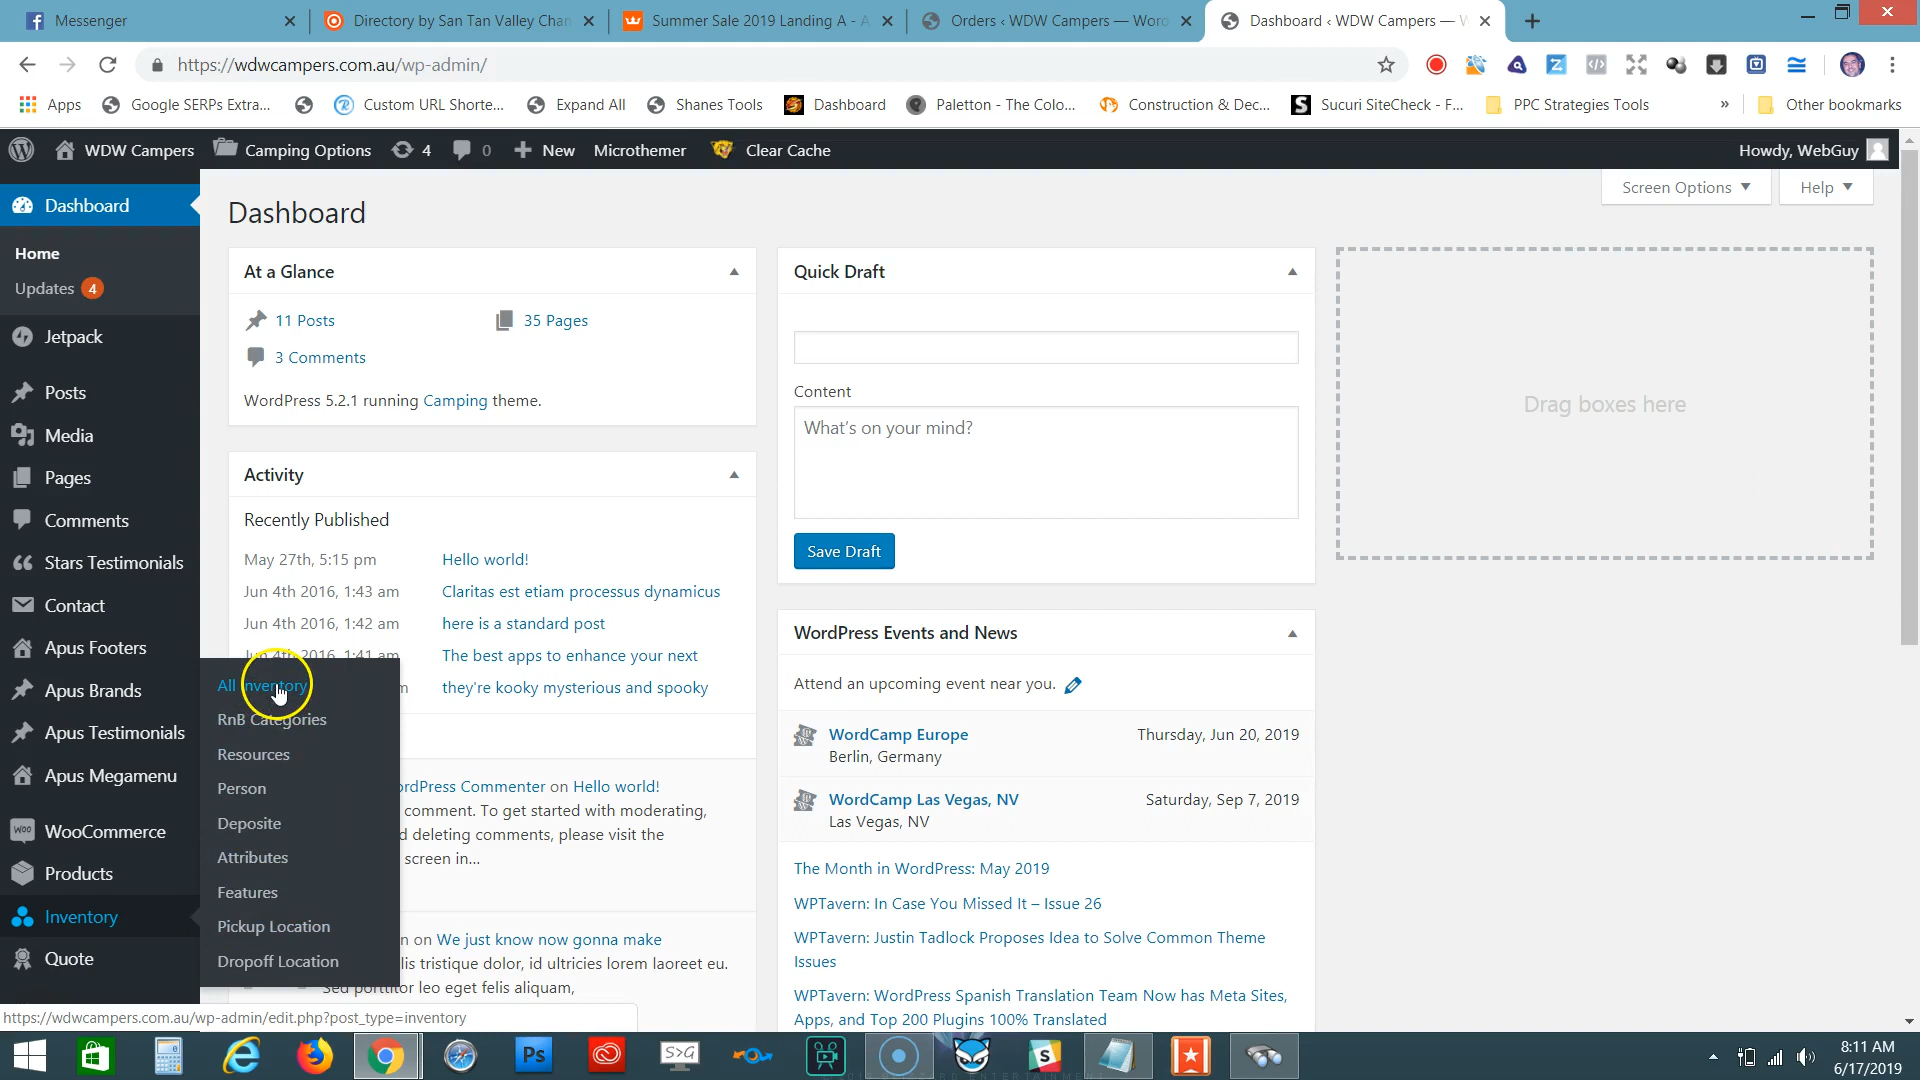 Messenger
Directory by San Tan Valley Chan
Summer Sale 2019 Landing A - A
Orders ‹ WDW Campers — Wor
Dashboard ‹ WDW Campers — W
https://wdwcampers.com.au/wp-admin/
Apps
Google SERPs Extra...
Custom URL Shorte...
Expand All
Shanes Tools
Dashboard
Paletton - The Colo...
Construction & Dec...
Sucuri SiteCheck - F...
PPC Strategies Tools
»
Other bookmarks
WDW Campers
Camping Options
4
0
New
Microthemer
Clear Cache
Howdy, WebGuy
Screen Options
Help
Dashboard
Home
Updates 4
Jetpack
Posts
Media
Pages
Comments
Stars Testimonials
Contact
Apus Footers
Apus Brands
Apus Testimonials
Apus Megamenu
WooCommerce
Products
Inventory
Quote
All Inventory
RnB Categories
Resources
Person
Deposite
Attributes
Features
Pickup Location
Dropoff Location
Dashboard
At a Glance
11 Posts
35 Pages
3 Comments
WordPress 5.2.1 running Camping theme.
Activity
Recently Published
May 27th, 5:15 pm Hello world!
Jun 4th 2016, 1:43 am Claritas est etiam processus dynamicus
Jun 4th 2016, 1:42 am here is a standard post
Jun 4th 2016, 1:41 am The best apps to enhance your next
m they're kooky mysterious and spooky
ordPress Commenter on Hello world!
comment. To get started with moderating,
d deleting comments, please visit the
screen in...
n on We just know now gonna make
lis tristique dolor, id ultricies lorem laoreet eu.
Sed porttitor leo eget felis aliquam,
Quick Draft
Content
What's on your mind?
Save Draft
WordPress Events and News
Attend an upcoming event near you.
WordCamp Europe Thursday, Jun 20, 2019
Berlin, Germany
WordCamp Las Vegas, NV Saturday, Sep 7, 2019
Las Vegas, NV
The Month in WordPress: May 2019
WPTavern: In Case You Missed It – Issue 26
WPTavern: Justin Tadlock Proposes Idea to Solve Common Theme
Issues
WPTavern: WordPress Spanish Translation Team Now has Meta Sites,
Apps, and Top 200 Plugins 100% Translated
Drag boxes here
https://wdwcampers.com.au/wp-admin/edit.php?post_type=inventory
Ps
S>G
8:11 AM
6/17/2019